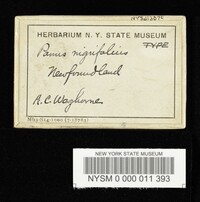 HERBARIUM N. Y. STATE MUSEUM
TYPE
Panus nigrifolius
Newfoundland
A. C. Waghorne
NEW YORK STATE MUSEUM
NYSM 0 000 011 393